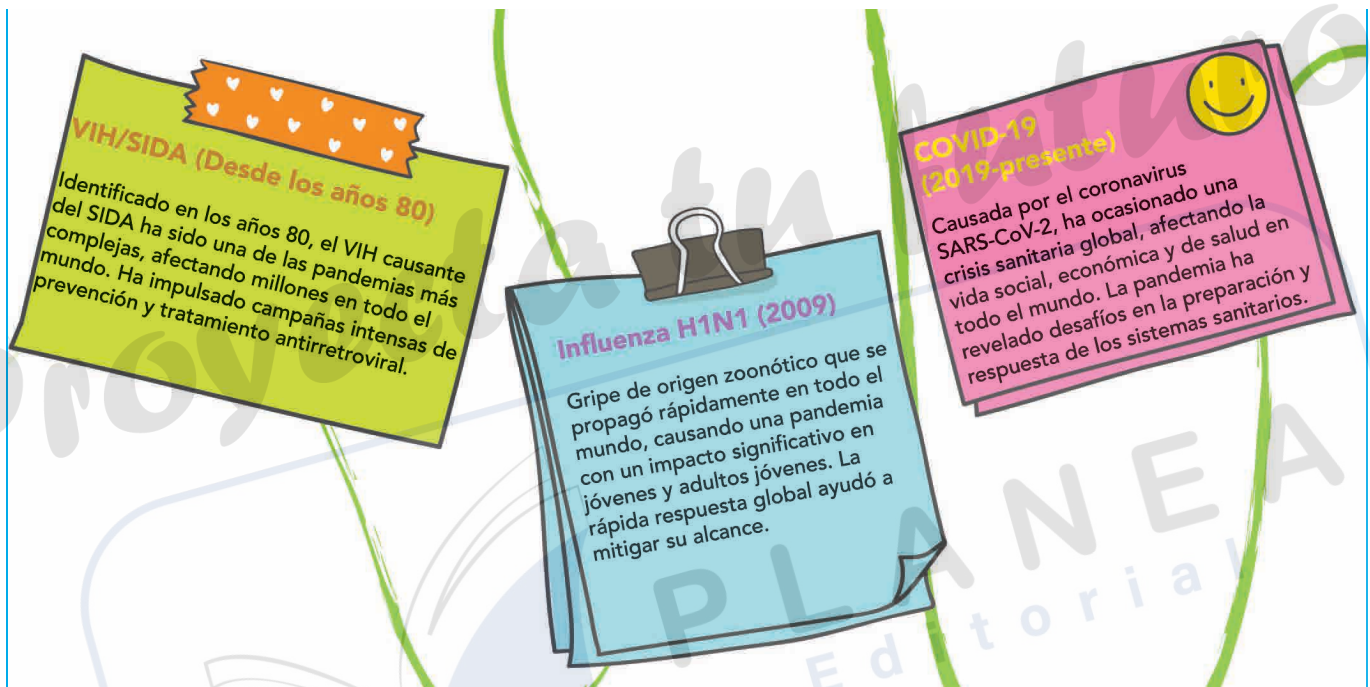 VIH/SIDA (Desde los años 80)
Identificado en los años 80, el VIH causante
del SIDA ha sido una de las pandemias más
complejas, afectando millones en todo el
mundo. Ha impulsado campañas intensas de
prevención y tratamiento antirretroviral.
Influenza H1N1 (2009)
Gripe de origen zoonótico que se
propagó rápidamente en todo el
mundo, causando una pandemia
con un impacto significativo en
jóvenes y adultos jóvenes. La
rápida respuesta global ayudó a
mitigar su alcance.
COVID-19
(2019-presente)
Causada por el coronavirus
SARS-CoV-2, ha ocasionado una
crisis sanitaria global, afectando la
vida social, económica y de salud en
todo el mundo. La pandemia ha
revelado desafíos en la preparación y
respuesta de los sistemas sanitarios.
Proyecta tu futuro
PLANEA
Editorial